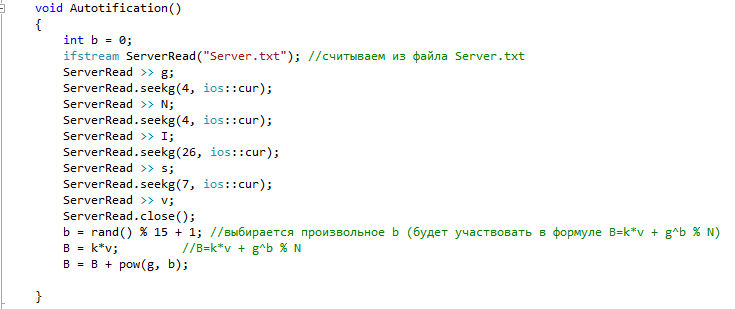 void Autotification()
{
int b = 0;
ifstream ServerRead("Server.txt"); //считываем из файла Server.txt
ServerRead >> g;
ServerRead.seekg(4, ios::cur);
ServerRead >> N;
ServerRead.seekg(4, ios::cur);
ServerRead >> I;
ServerRead.seekg(26, ios::cur);
ServerRead >> s;
ServerRead.seekg(7, ios::cur);
ServerRead >> v;
ServerRead.close();
b = rand() % 15 + 1; //выбирается произвольное b (будет участвовать в формуле B=k*v + g^b % N)
B = k*v; //B=k*v + g^b % N
B = B + pow(g, b);
}